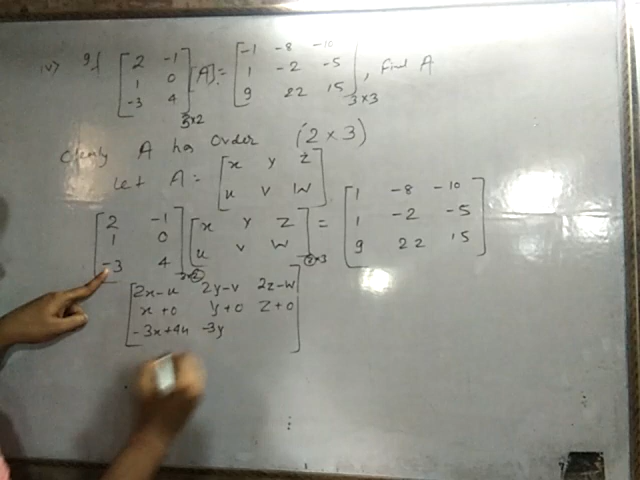 iv) If [2 -1 [A] = [-1 -8 -10
1 0 1 -2 -5
-3 4] 3×2 9 22 15] 3×3, find A
Clearly A has order (2×3)
Let A = [x y z
u v w]
[2 -1 [x y z = [1 -8 -10
1 0 u v w] 2×3 1 -2 -5
-3 4] 3×2 9 22 15]
[2x-u 2y-v 2z-w
x+0 y+0 z+0
-3x+4u -3y ]